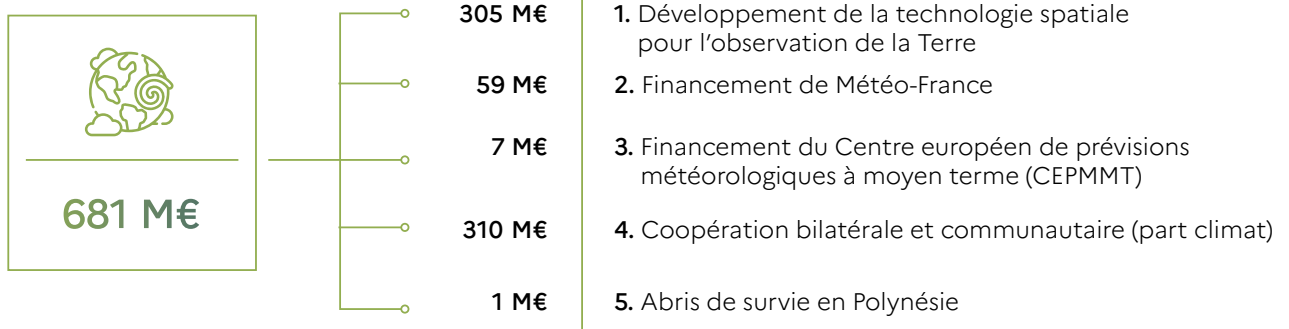 305 M€ 1. Développement de la technologie spatiale
pour l'observation de la Terre
59 M€ 2. Financement de Météo-France
7 M€ 3. Financement du Centre européen de prévisions
météorologiques à moyen terme (CEPMMT)
681 M€
310 M€ 4. Coopération bilatérale et communautaire (part climat)
1 M€ 5. Abris de survie en Polynésie